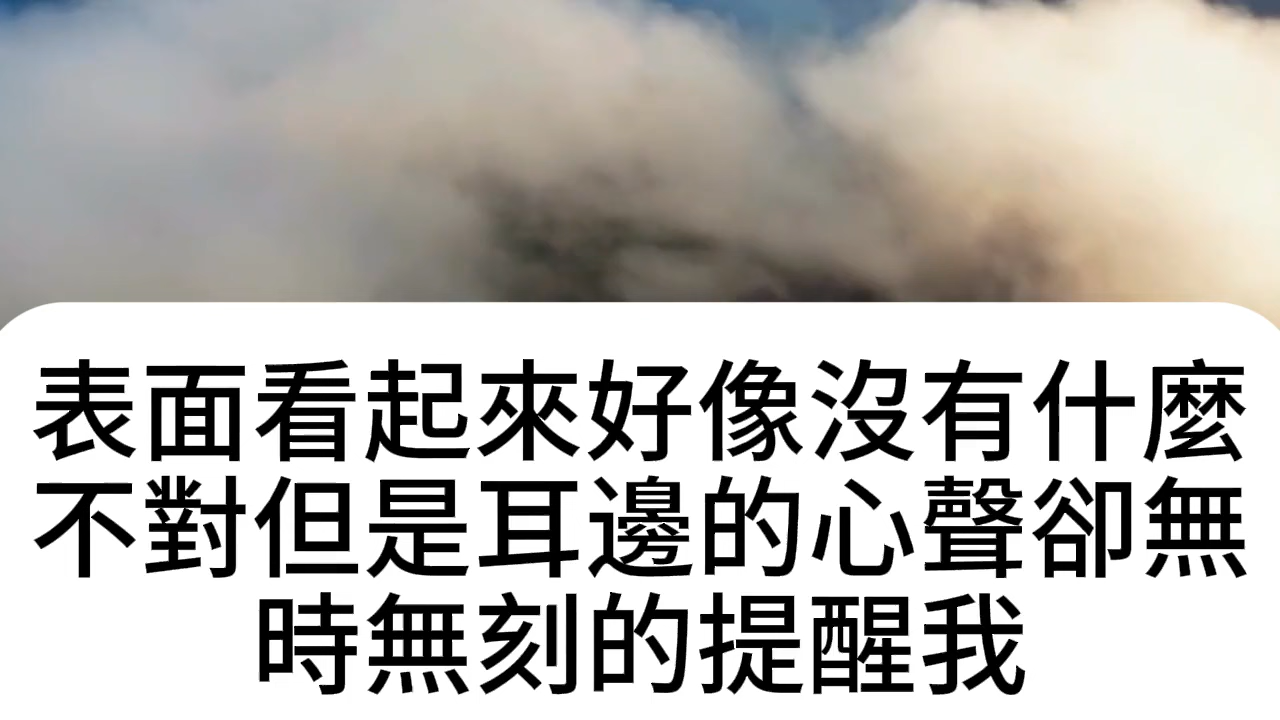 表面看起來好像沒有什麼
不對但是耳邊的心聲卻無
時無刻的提醒我